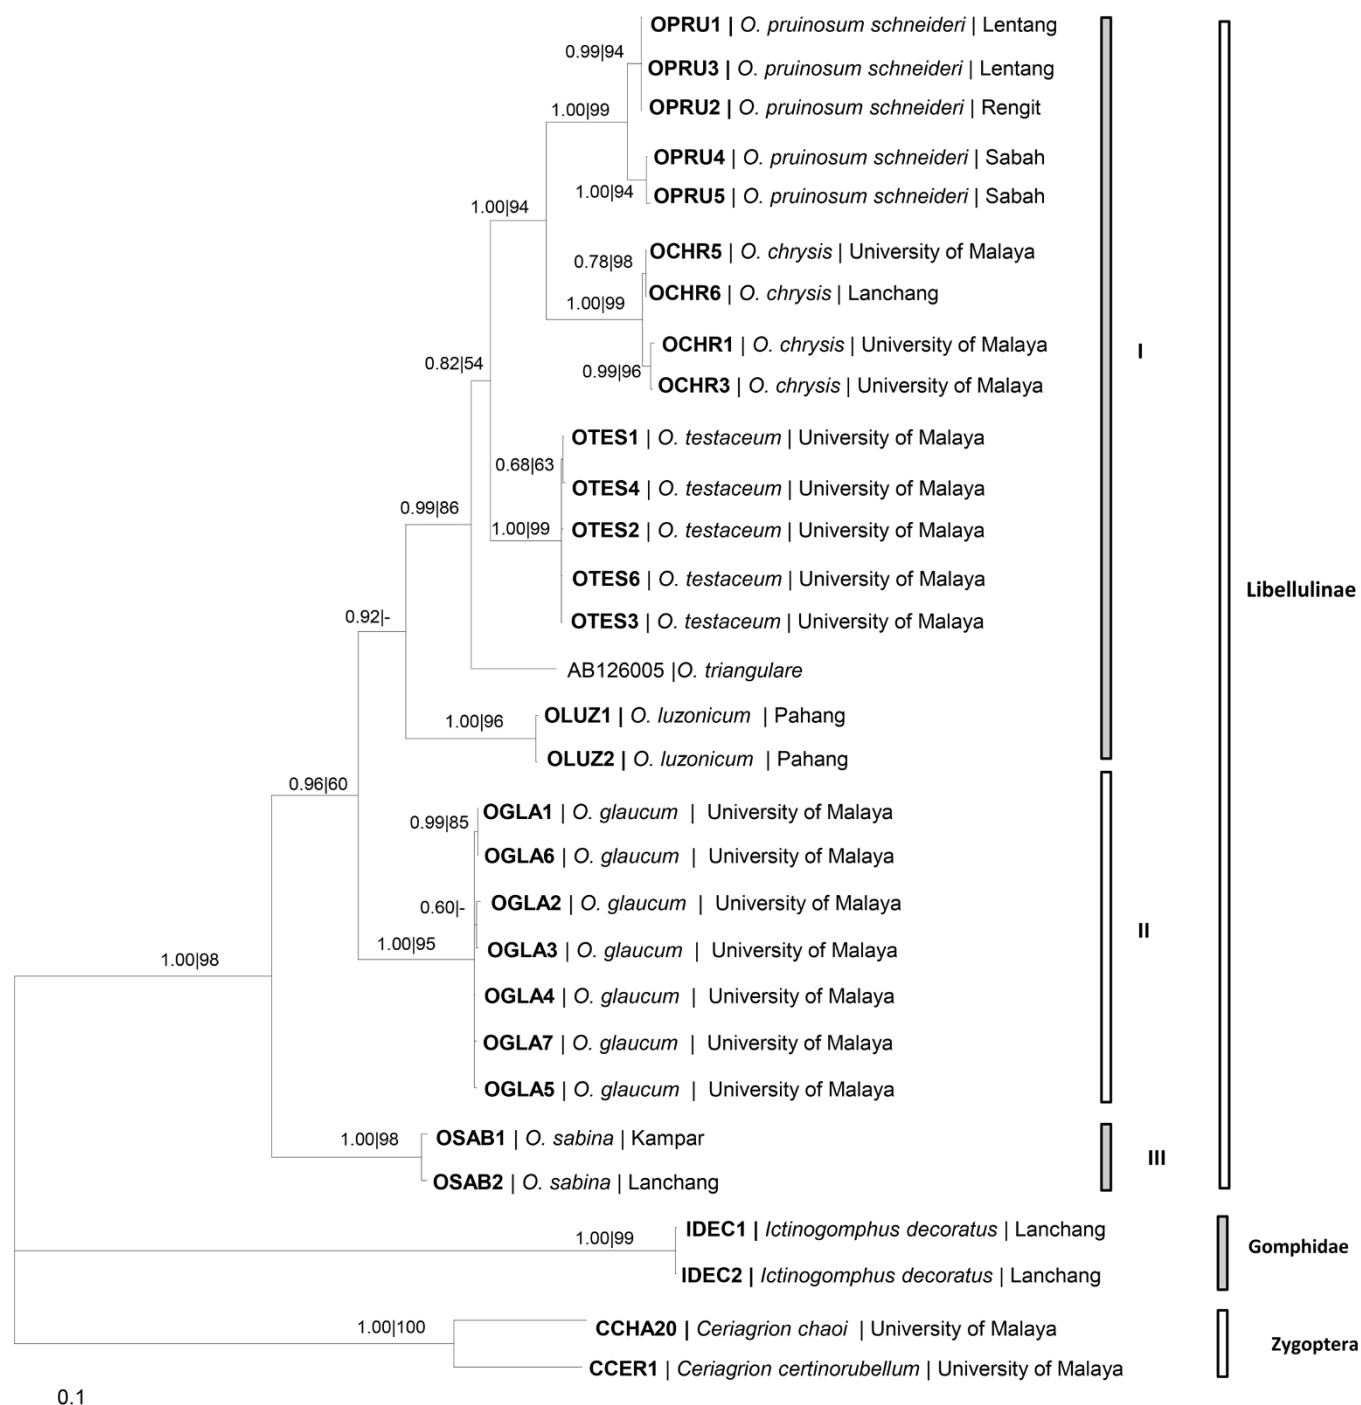 OPRU1 | O. pruinosum schneideri | Lentang
0.99|94
OPRU3 | O. pruinosum schneideri | Lentang
1.00|99
OPRU2 | O. pruinosum schneideri | Rengit
OPRU4 | O. pruinosum schneideri | Sabah
1.00|94
OPRU5 | O. pruinosum schneideri | Sabah
1.00|94
OCHR5 | O. chrysis | University of Malaya
0.78|98
OCHR6 | O. chrysis | Lanchang
1.00|99
OCHR1 | O. chrysis | University of Malaya
I
0.82|54
0.99|96
OCHR3 | O. chrysis | University of Malaya
OTES1 | O. testaceum | University of Malaya
0.68|63
OTES4 | O. testaceum | University of Malaya
0.99|86
1.00|99
OTES2 | O. testaceum | University of Malaya
OTES6 | O. testaceum | University of Malaya
Libellulinae
0.92|-
OTES3 | O. testaceum | University of Malaya
AB126005 |O. triangulare
OLUZ1 | O. luzonicum | Pahang
1.00|96
OLUZ2 | O. luzonicum | Pahang
0.96|60
OGLA1 | O. glaucum | University of Malaya
0.99|85
OGLA6 | O. glaucum | University of Malaya
0.60|-
OGLA2 | O. glaucum | University of Malaya
II
1.00|95
OGLA3 | O. glaucum | University of Malaya
1.00|98
OGLA4 | O. glaucum | University of Malaya
OGLA7 | O. glaucum | University of Malaya
OGLA5 | O. glaucum | University of Malaya
1.00|98
OSAB1 | O. sabina | Kampar
III
OSAB2 | O. sabina | Lanchang
IDEC1 | Ictinogomphus decoratus | Lanchang
1.00|99
Gomphidae
IDEC2 | Ictinogomphus decoratus | Lanchang
1.00|100
CCHA20 | Ceriagrion chaoi | University of Malaya
Zygoptera
CCER1 | Ceriagrion certinorubellum | University of Malaya
0.1